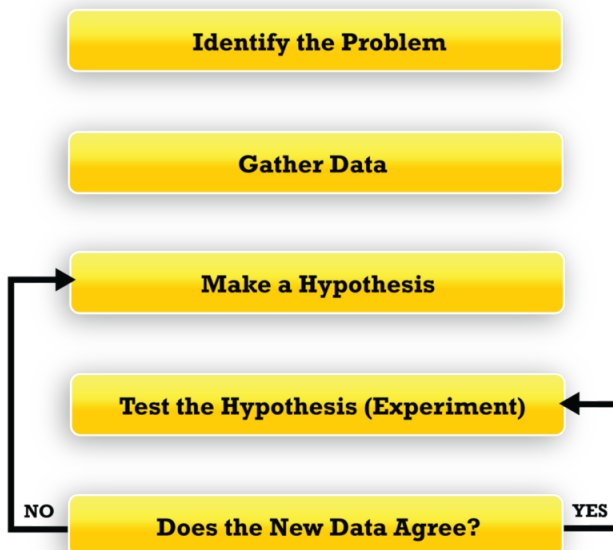 Identify the Problem
Gather Data
Make a Hypothesis
Test the Hypothesis (Experiment)
NO
Does the New Data Agree?
YES